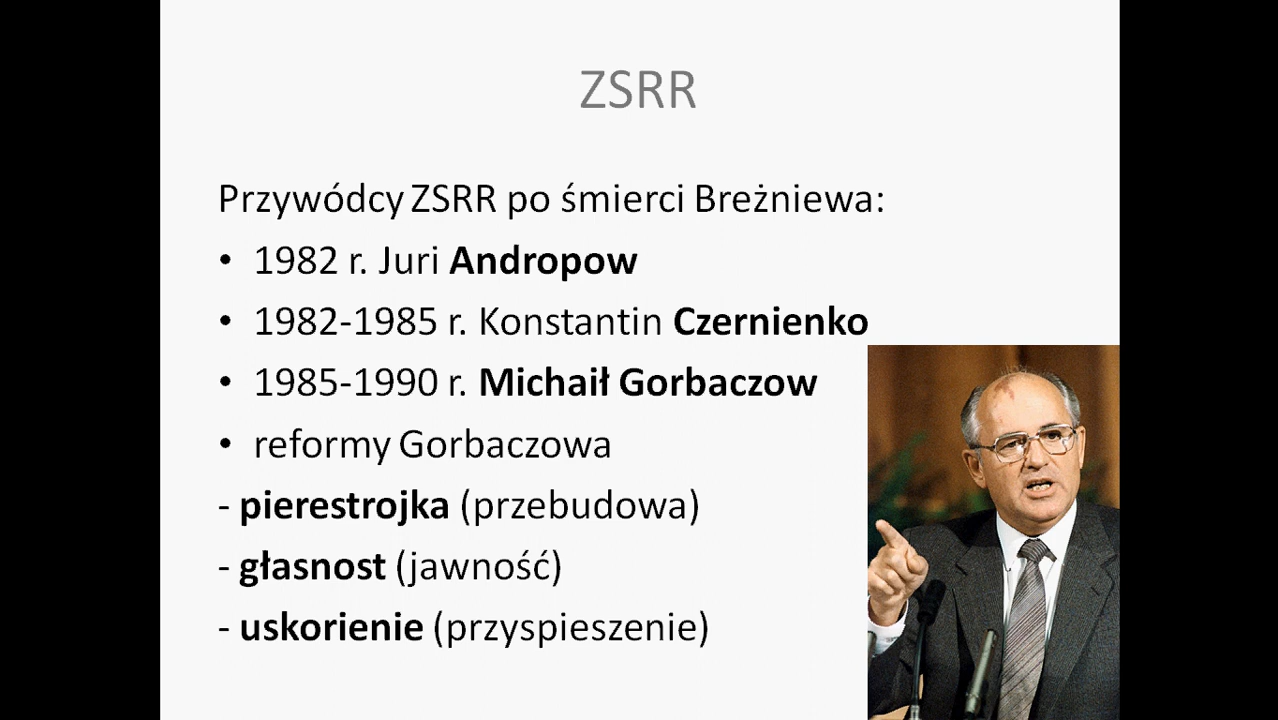 ZSRR
Przywódcy ZSRR po śmierci Breżniewa:
• 1982 r. Juri Andropow
• 1982-1985 r. Konstantin Czernienko
• 1985-1990 r. Michaił Gorbaczow
• reformy Gorbaczowa
- pierestrojka (przebudowa)
- głasnost (jawność)
- uskorienie (przyspieszenie)